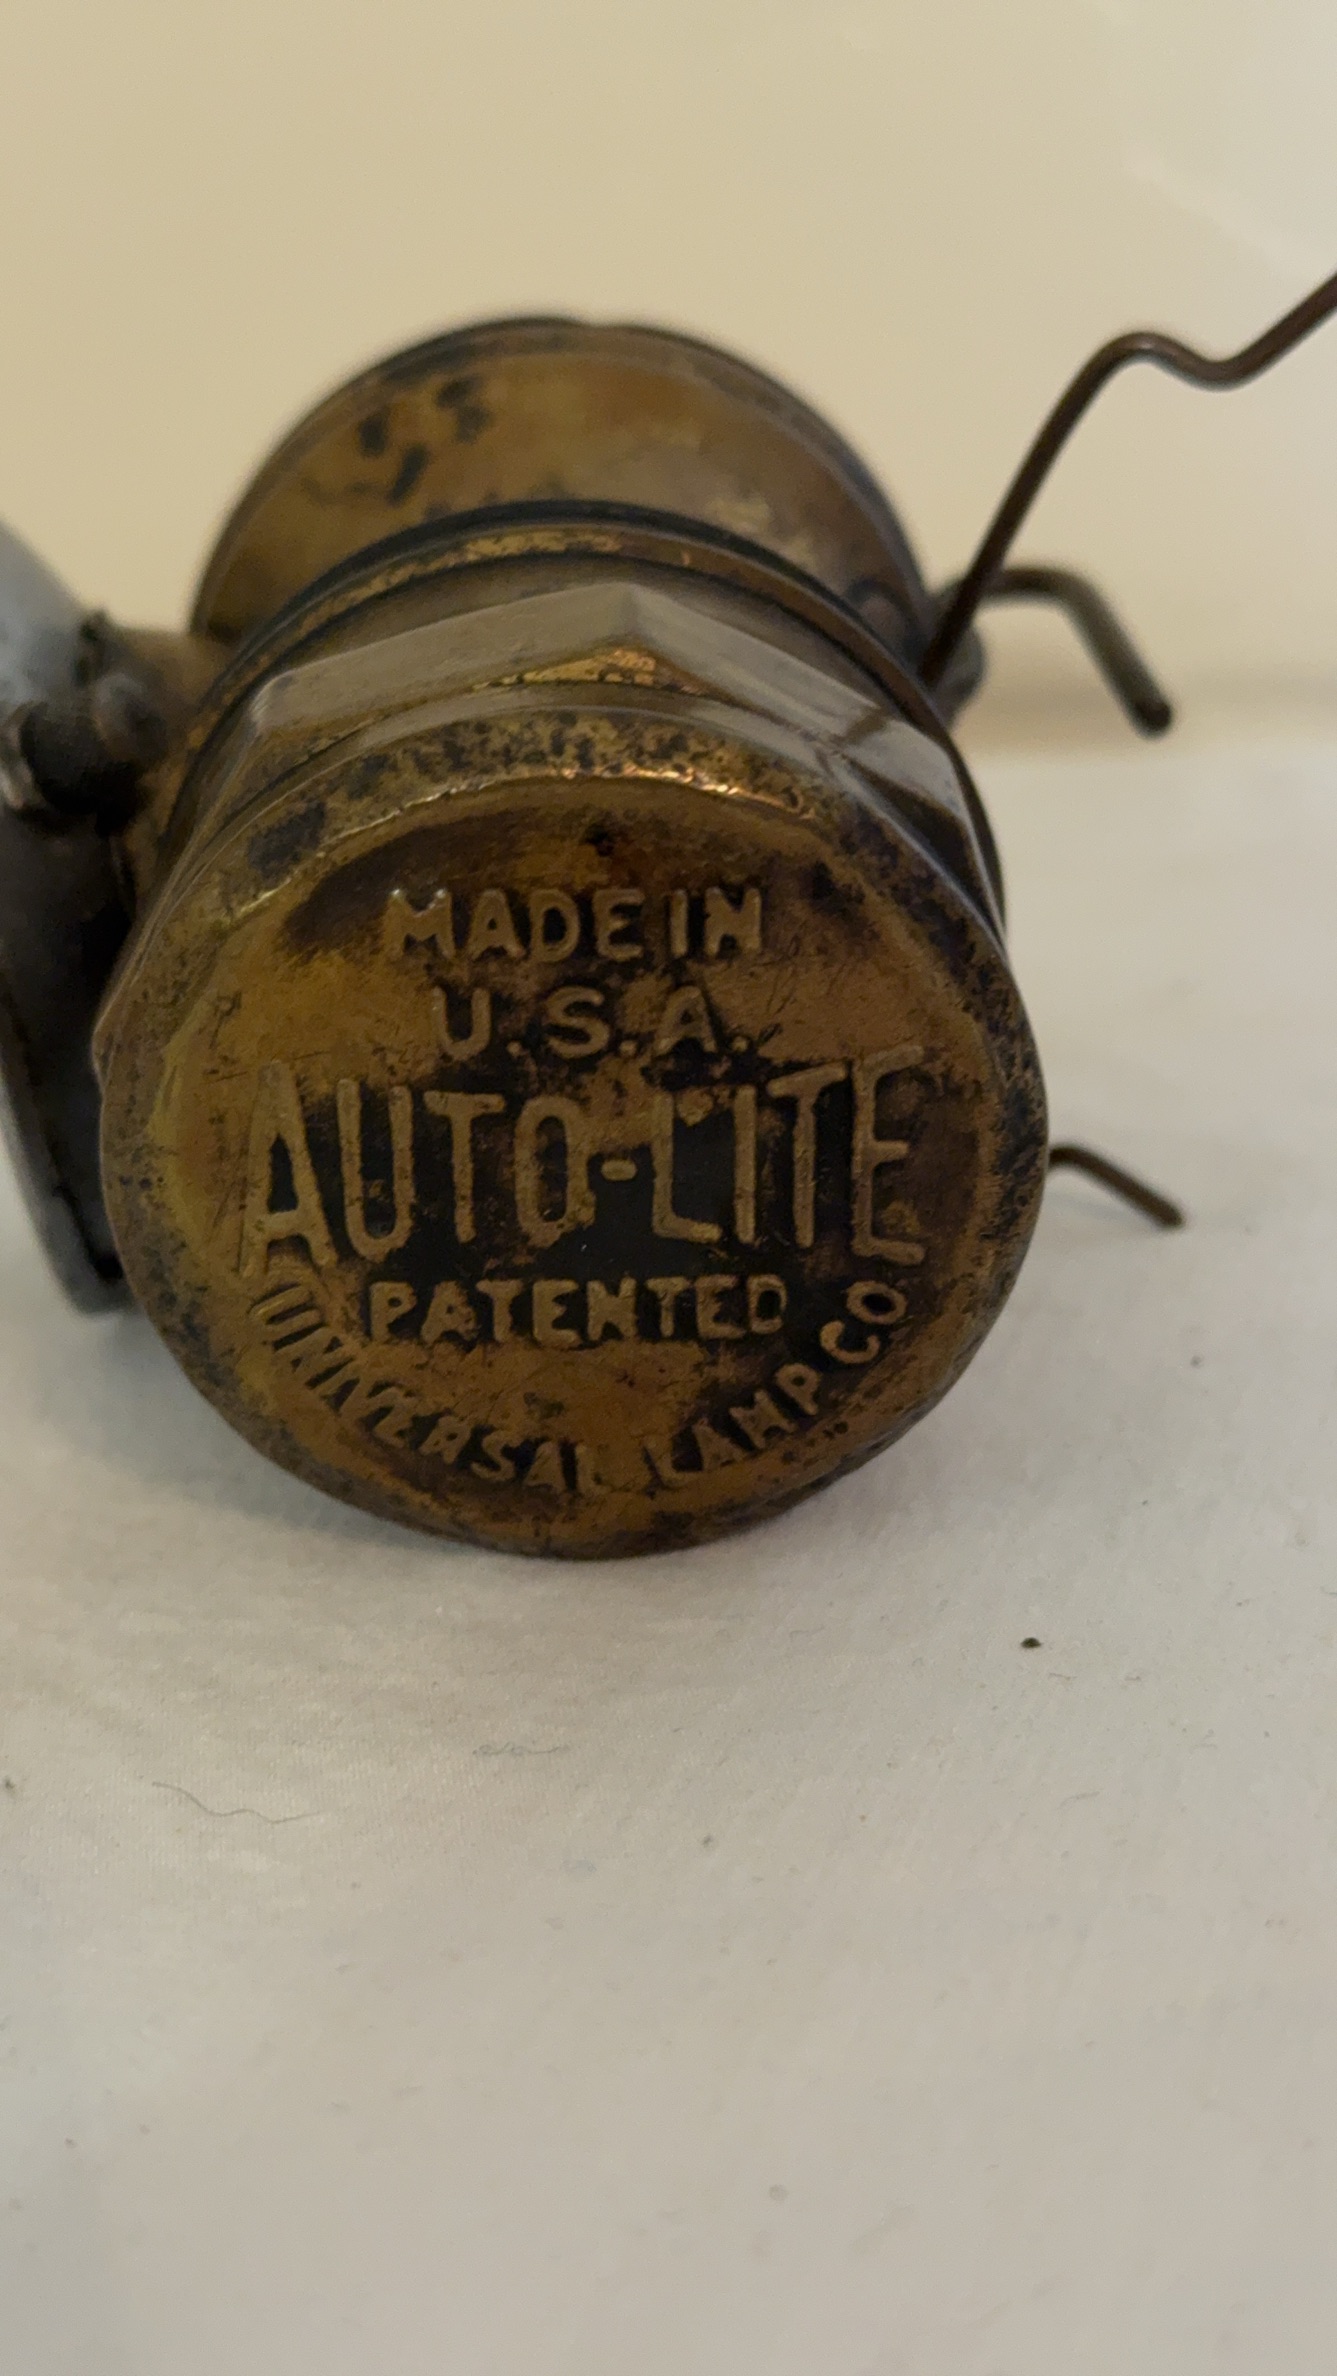 MADE IN
U.S.A.
AUTO-LITE
PATENTED
UNIVERSAL LAMP CO.